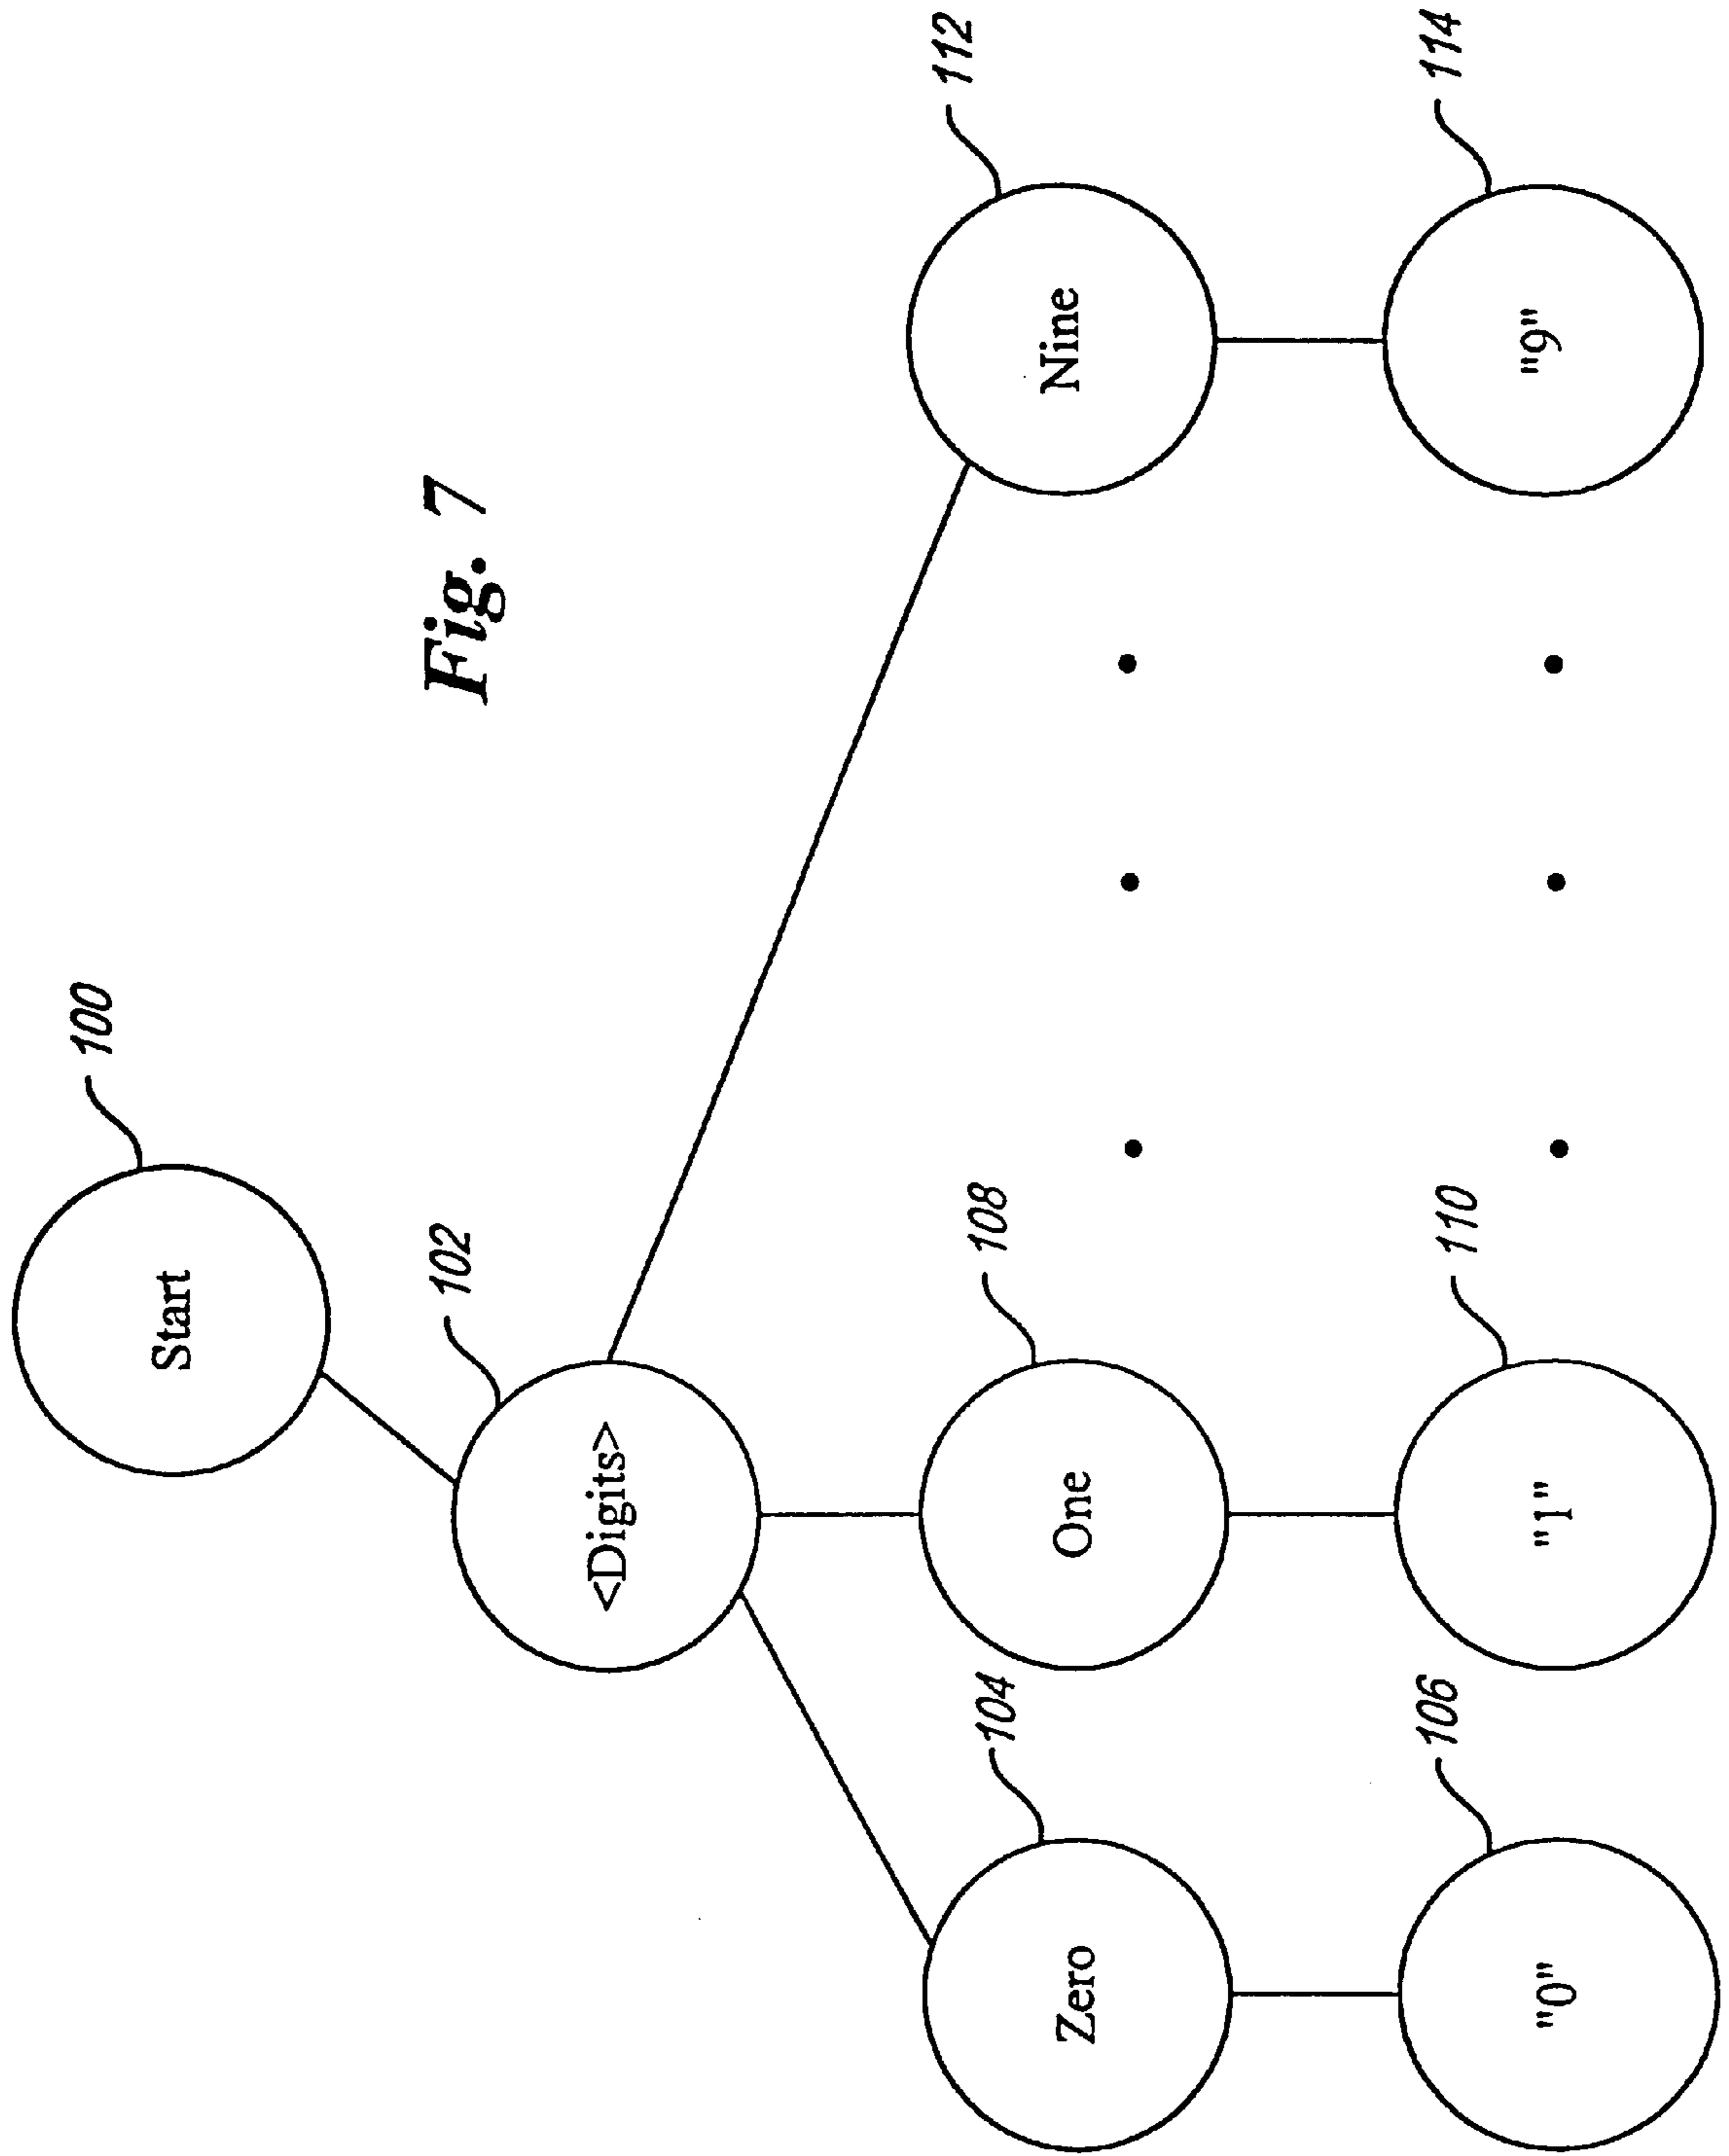 100
Start
102
Fig. 7
<Digits>
104
108
112
Zero
One
Nine
106
110
114
"0"
"1"
"9"